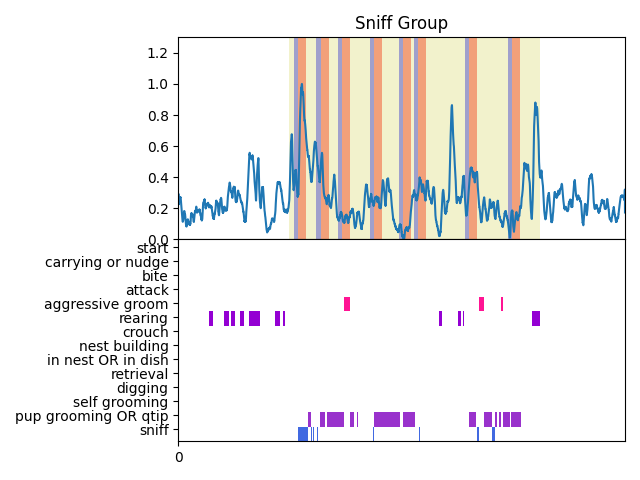 Sniff Group
1.2
1.0
0.8
0.6
0.4
0.2
0.0
start
carrying or nudge
bite
attack
aggressive groom
rearing
crouch
nest building
in nest OR in dish
retrieval
digging
self grooming
pup grooming OR qtip
sniff
0